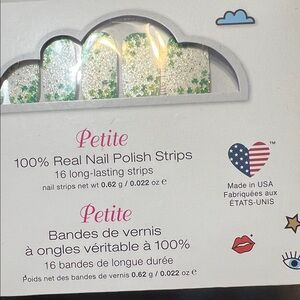 Petite
100% Real Nail Polish Strips
16 long-lasting strips
nail strips net wt 0.62 g / 0.022 oz ℮
Made in USA
Fabriquées aux
ÉTATS-UNIS
Petite
Bandes de vernis
à ongles véritable à 100%
16 bandes de longue durée
Poids net des bandes de vernis 0.62 g / 0.022 oz ℮